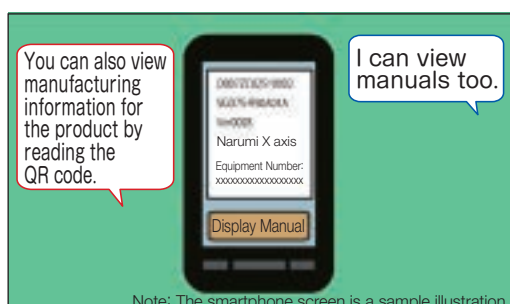 You can also view
manufacturing
information for
the product by
reading the
QR code.
I can view
manuals too.
Narumi X axis
Equipment Number:
xxxxxxxxxxxxxxxxxx
Display Manual
Note: The smartphone screen is a sample illustration